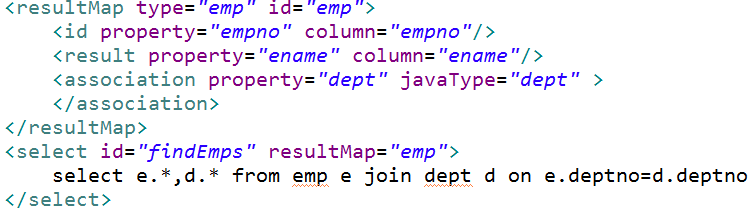 <resultMap type="emp" id="emp">
    <id property="empno" column="empno"/>
    <result property="ename" column="ename"/>
    <association property="dept" javaType="dept" >
    </association>
</resultMap>
<select id="findEmps" resultMap="emp">
    select e.*,d.* from emp e join dept d on e.deptno=d.deptno
</select>